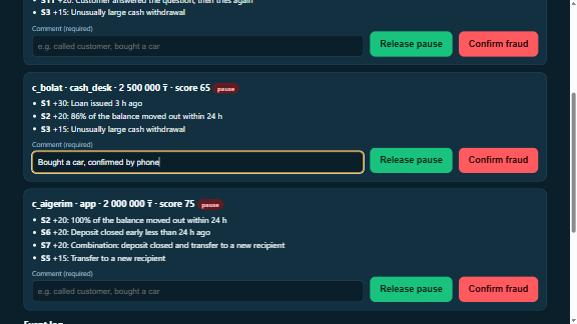 • S11 +20: Customer answered the question, then tries again
• S3 +15: Unusually large cash withdrawal
Comment (required)
e.g. called customer, bought a car
Release pause
Confirm fraud
c_bolat · cash_desk · 2 500 000 ₸ · score 65 pause
• S1 +30: Loan issued 3 h ago
• S2 +20: 86% of the balance moved out within 24 h
• S3 +15: Unusually large cash withdrawal
Comment (required)
Bought a car, confirmed by phone
Release pause
Confirm fraud
c_aigerim · app · 2 000 000 ₸ · score 75 pause
• S2 +20: 100% of the balance moved out within 24 h
• S6 +20: Deposit closed early less than 24 h ago
• S7 +20: Combination: deposit closed and transfer to a new recipient
• S5 +15: Transfer to a new recipient
Comment (required)
e.g. called customer, bought a car
Release pause
Confirm fraud